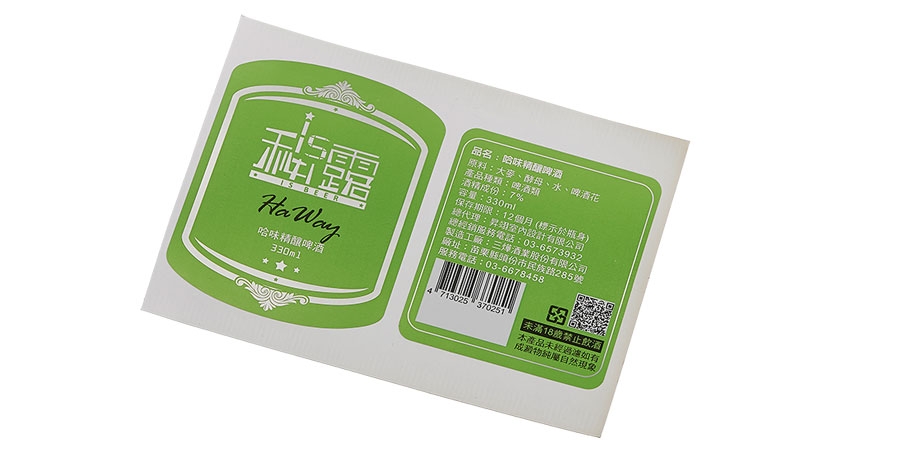 is
秘露
IS BEER
HaWay
哈味精釀啤酒
330ml
品名：哈味精釀啤酒
原料：大麥、酵母、水、啤酒花
產品種類：啤酒類
酒精成份：7%
容量：330ml
保存期限：12個月(標示於瓶身)
總代理：昇翊室內設計有限公司
總經銷服務電話：03-6573932
製造工廠：三煇酒業股份有限公司
廠址：苗栗縣頭份市民族路285號
服務電話：03-6678458
4 713025 370251
未滿18歲禁止飲酒
本產品未經過濾如有
成澱物純屬自然現象